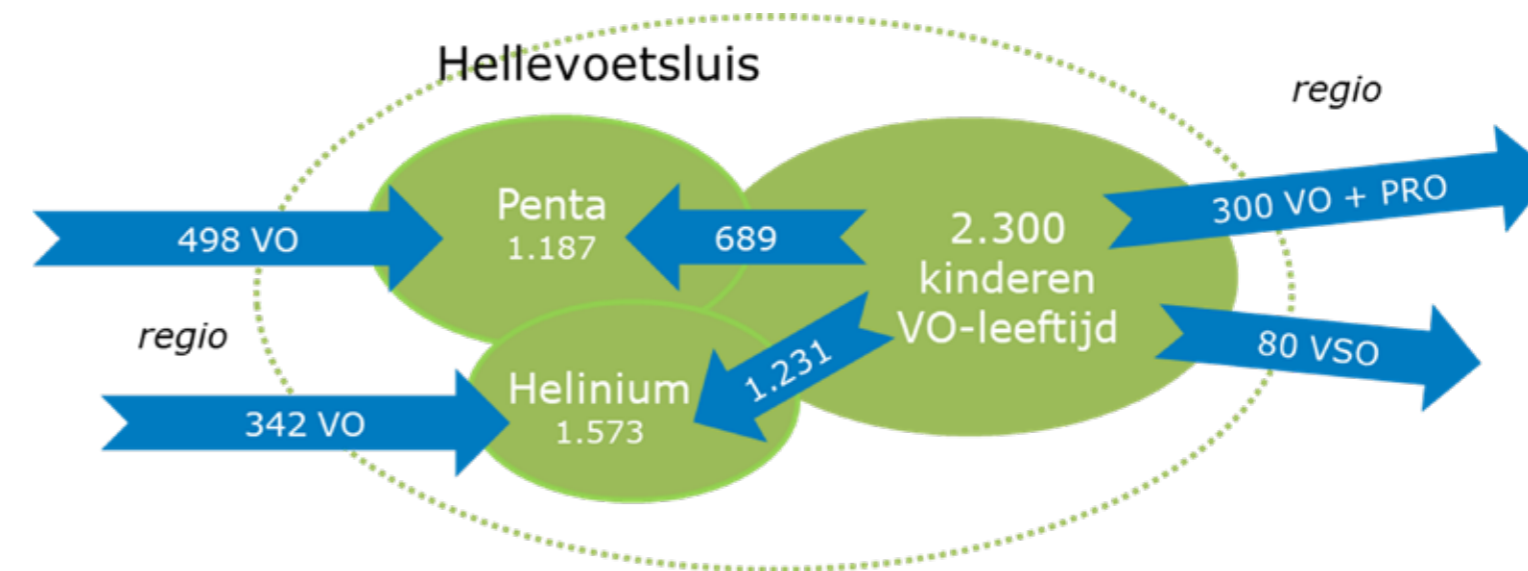 Hellevoetsluis
regio
Penta
1.187
498 VO
689
2.300
kinderen
VO-leeftijd
300 VO + PRO
80 VSO
regio
Helinium
1.573
342 VO
1.231